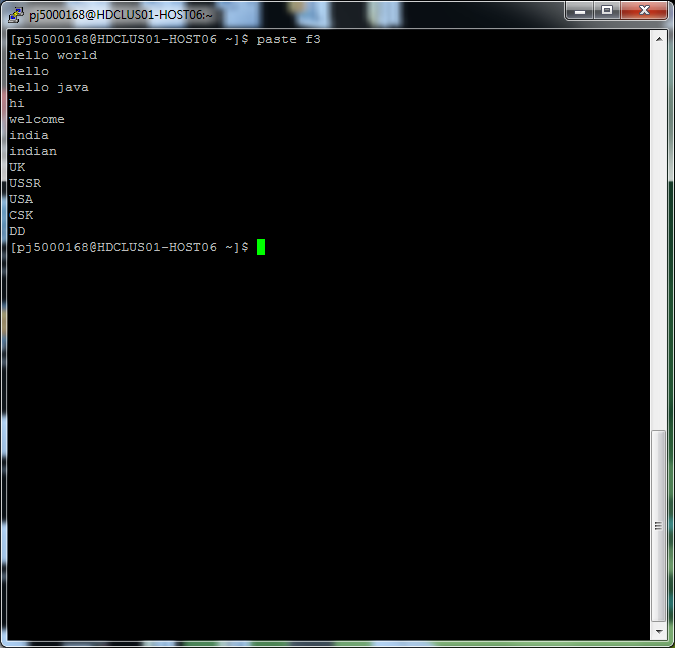 pj5000168@HDCLUS01-HOST06:~
[pj5000168@HDCLUS01-HOST06 ~]$ paste f3
hello world
hello
hello java
hi
welcome
india
indian
UK
USSR
USA
CSK
DD
[pj5000168@HDCLUS01-HOST06 ~]$